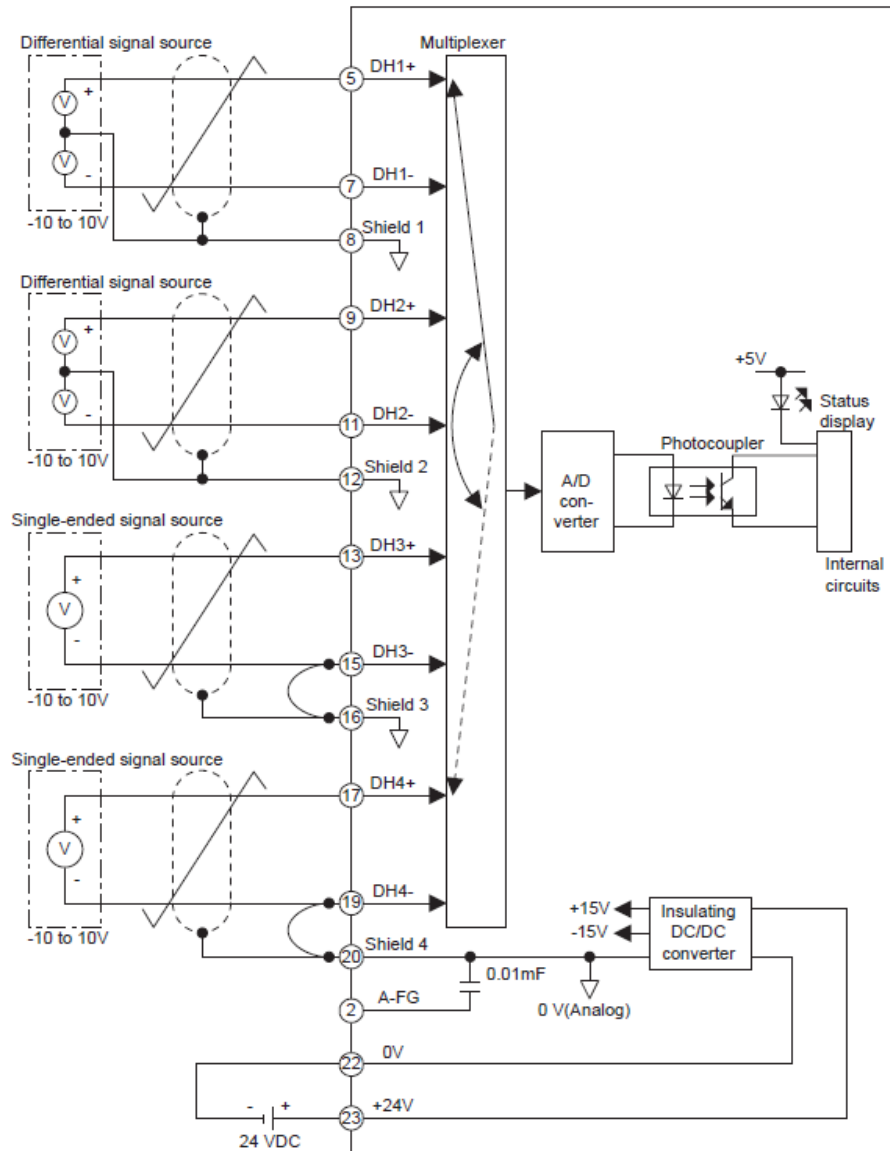 Differential signal source
Multiplexer
V
+
V
-
-10 to 10V
5
DH1+
7
DH1-
8
Shield 1
Differential signal source
V
+
V
-
-10 to 10V
9
DH2+
11
DH2-
12
Shield 2
+5V
Status
display
Photocoupler
A/D
con-
verter
Internal
circuits
Single-ended signal source
+
V
-
-10 to 10V
13
DH3+
15
DH3-
16
Shield 3
Single-ended signal source
+
V
-
-10 to 10V
17
DH4+
19
DH4-
20
Shield 4
+15V
-15V
Insulating
DC/DC
converter
0.01mF
0 V(Analog)
2
A-FG
22
0V
23
+24V
- +
24 VDC